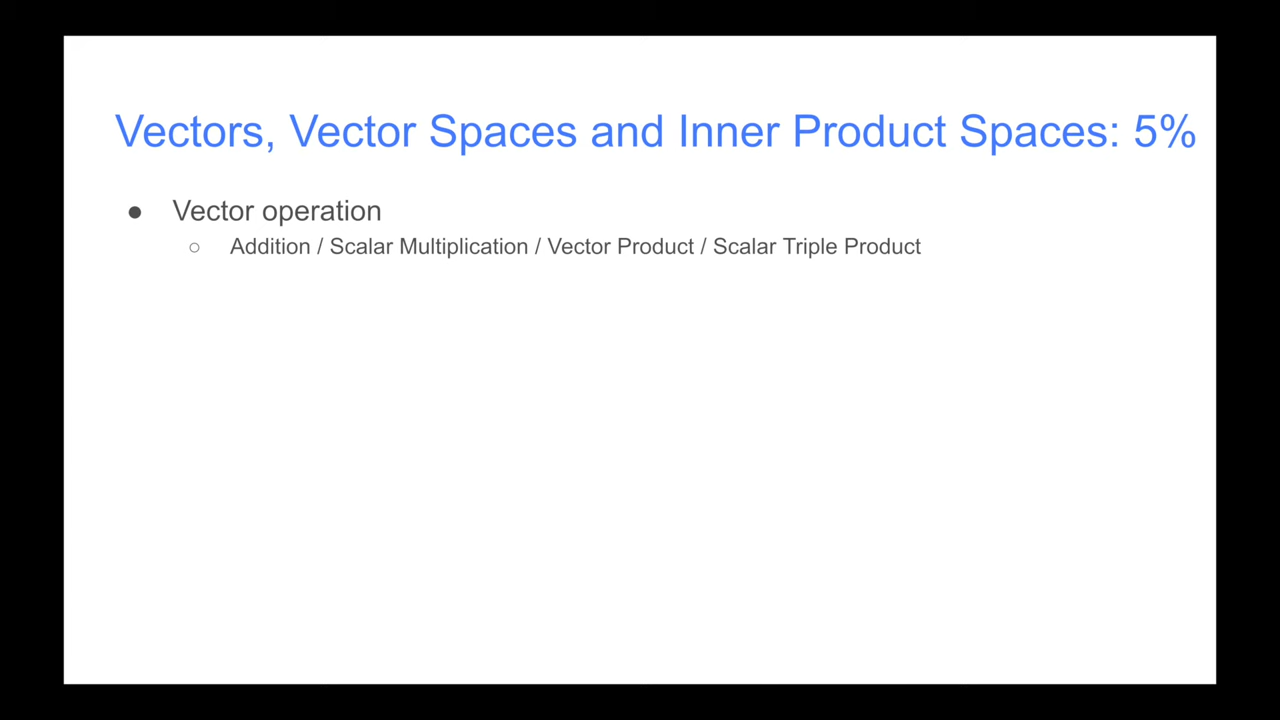 Vectors, Vector Spaces and Inner Product Spaces: 5%
● Vector operation
○ Addition / Scalar Multiplication / Vector Product / Scalar Triple Product